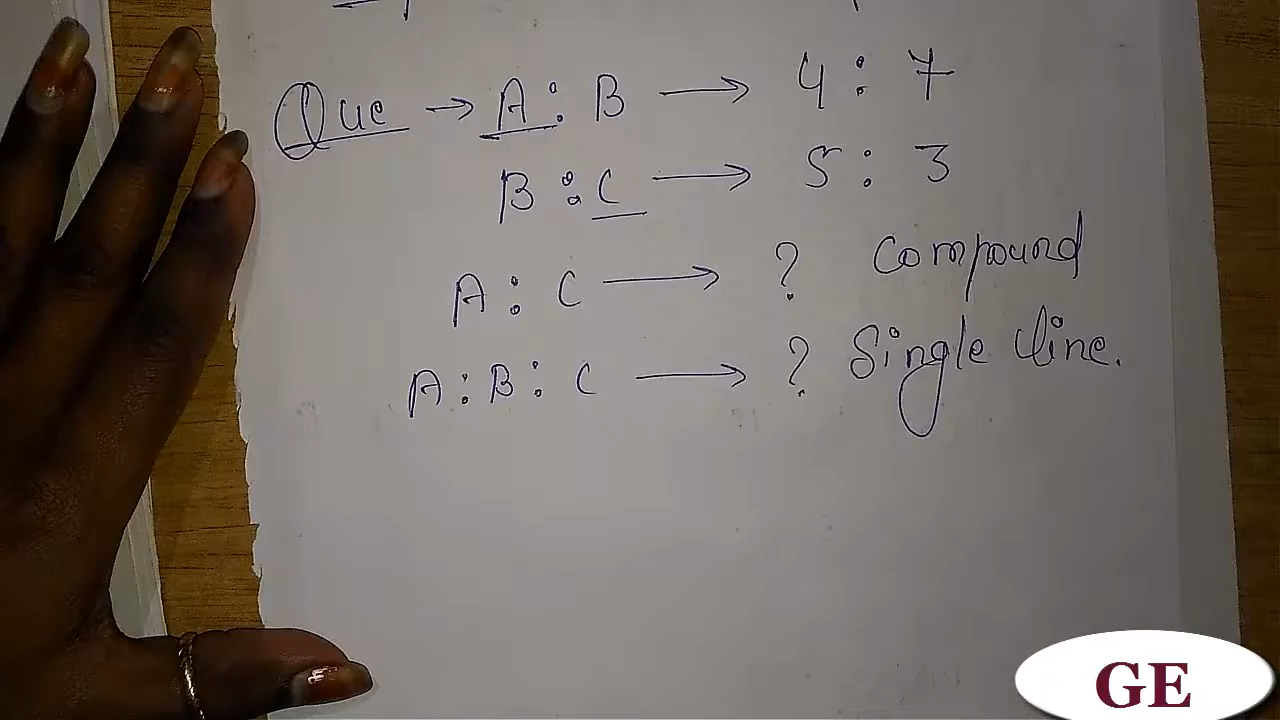 Que → A : B → 4 : 7
B : C → 5 : 3
A : C → ? Compound
A : B : C → ? Single line.
GE